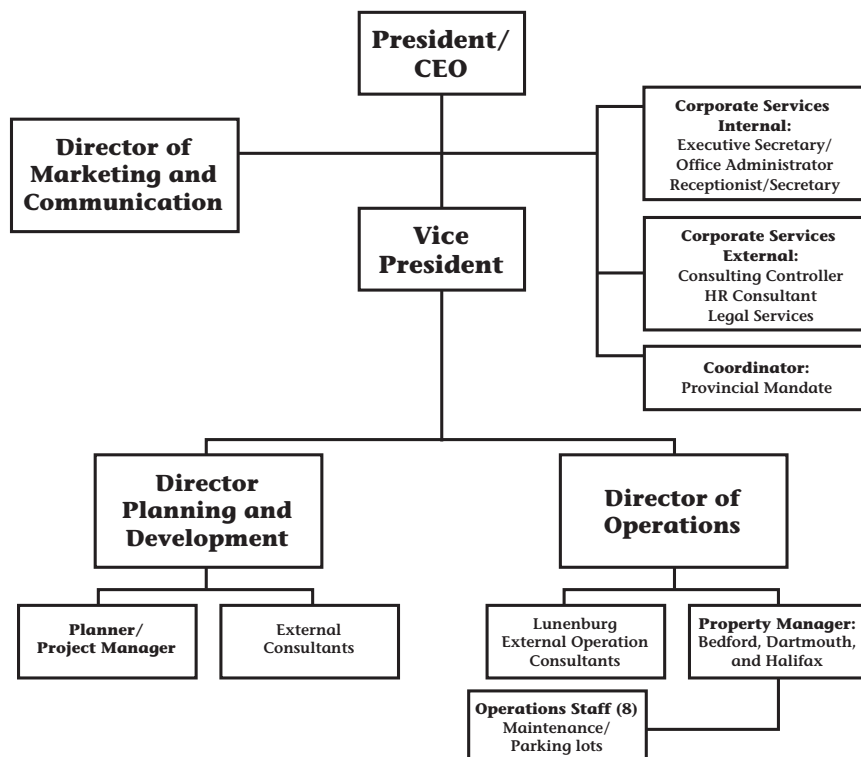 President/
CEO
Director of
Marketing and
Communication
Corporate Services
Internal:
Executive Secretary/
Office Administrator
Receptionist/Secretary
Vice
President
Corporate Services
External:
Consulting Controller
HR Consultant
Legal Services
Coordinator:
Provincial Mandate
Director
Planning and
Development
Director of
Operations
Planner/
Project Manager
External
Consultants
Lunenburg
External Operation
Consultants
Property Manager:
Bedford, Dartmouth,
and Halifax
Operations Staff (8)
Maintenance/
Parking lots